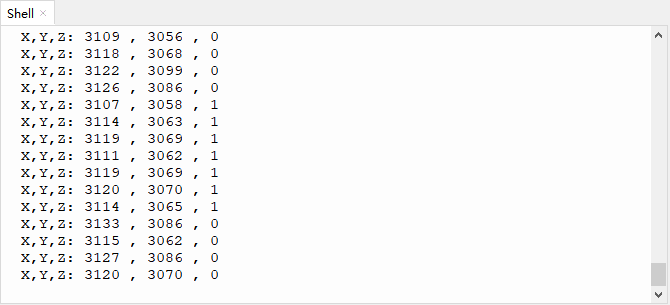 Shell ×
X,Y,Z: 3109 , 3056 , 0
X,Y,Z: 3118 , 3068 , 0
X,Y,Z: 3122 , 3099 , 0
X,Y,Z: 3126 , 3086 , 0
X,Y,Z: 3107 , 3058 , 1
X,Y,Z: 3114 , 3063 , 1
X,Y,Z: 3119 , 3069 , 1
X,Y,Z: 3111 , 3062 , 1
X,Y,Z: 3119 , 3069 , 1
X,Y,Z: 3120 , 3070 , 1
X,Y,Z: 3114 , 3065 , 1
X,Y,Z: 3133 , 3086 , 0
X,Y,Z: 3115 , 3062 , 0
X,Y,Z: 3127 , 3086 , 0
X,Y,Z: 3120 , 3070 , 0